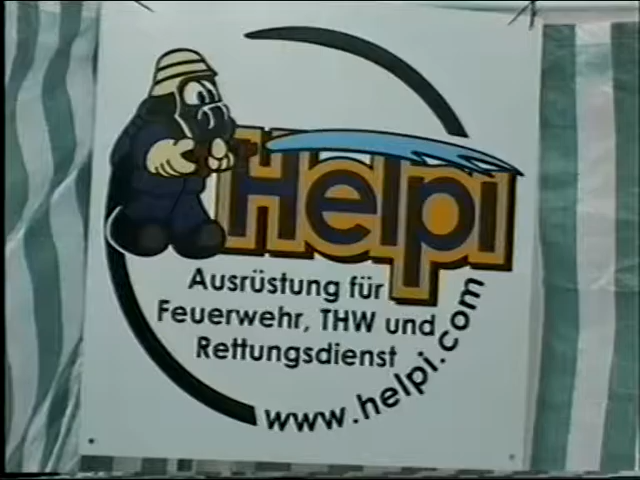 Helpi
Ausrüstung für
Feuerwehr, THW und
Rettungsdienst
www.helpi.com